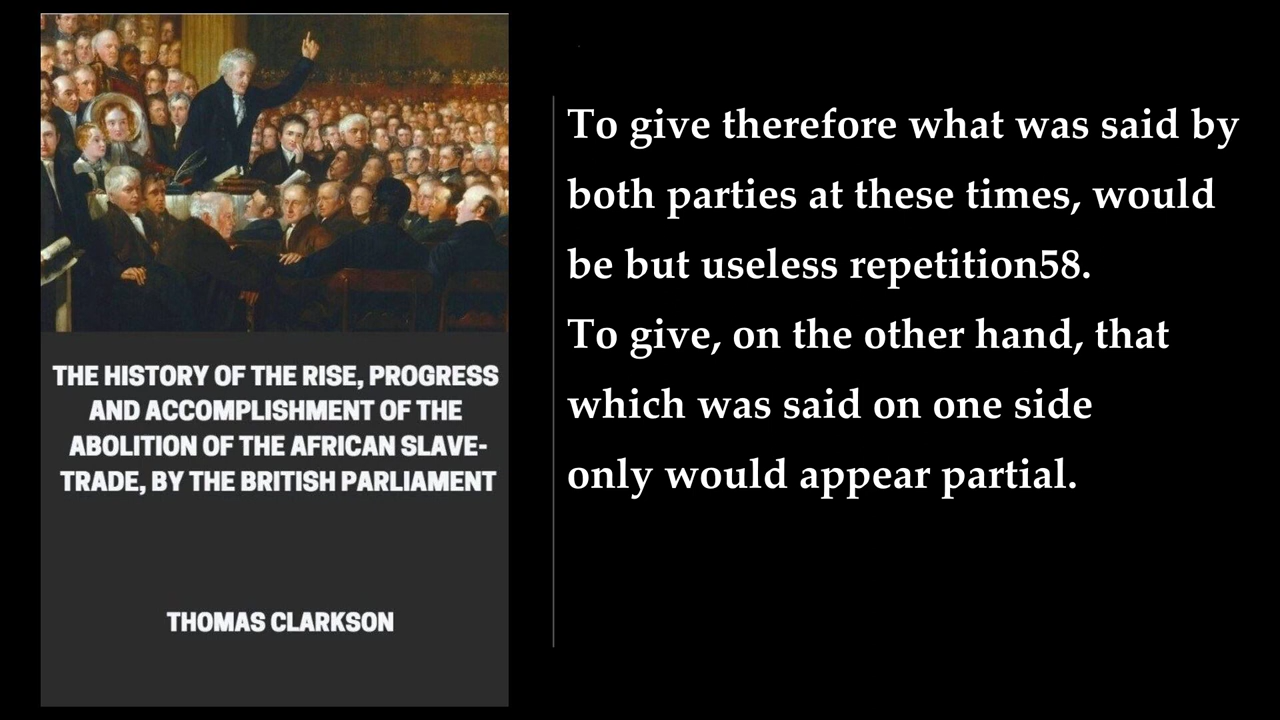 THE HISTORY OF THE RISE, PROGRESS
AND ACCOMPLISHMENT OF THE
ABOLITION OF THE AFRICAN SLAVE-
TRADE, BY THE BRITISH PARLIAMENT
THOMAS CLARKSON
To give therefore what was said by
both parties at these times, would
be but useless repetition58.
To give, on the other hand, that
which was said on one side
only would appear partial.